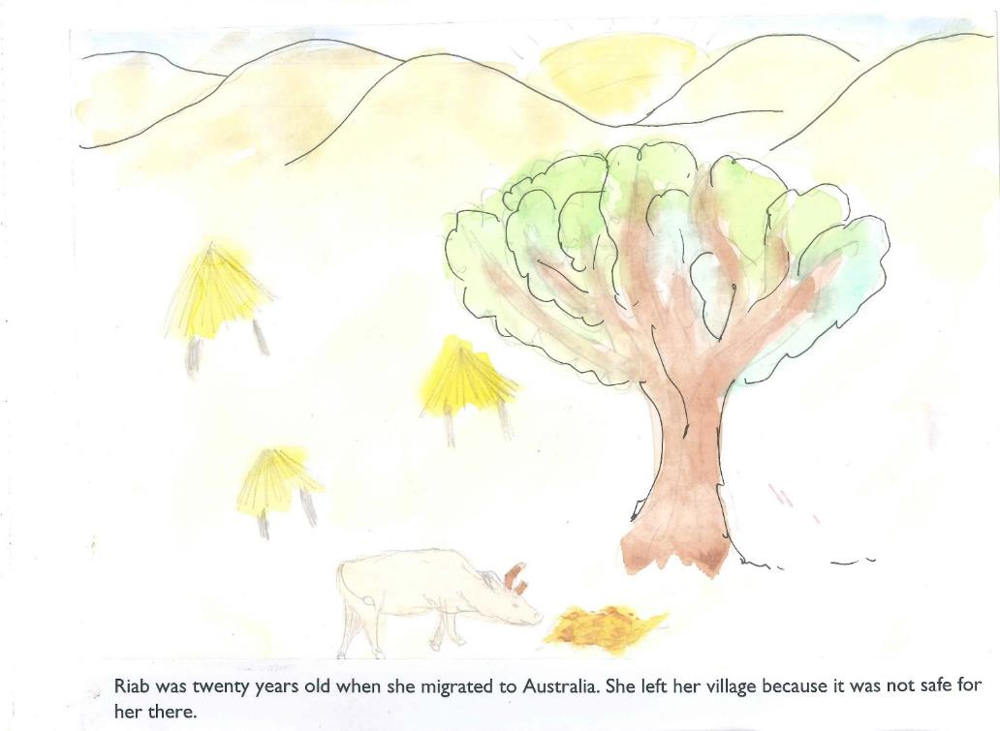 Riab was twenty years old when she migrated to Australia. She left her village because it was not safe for
her there.